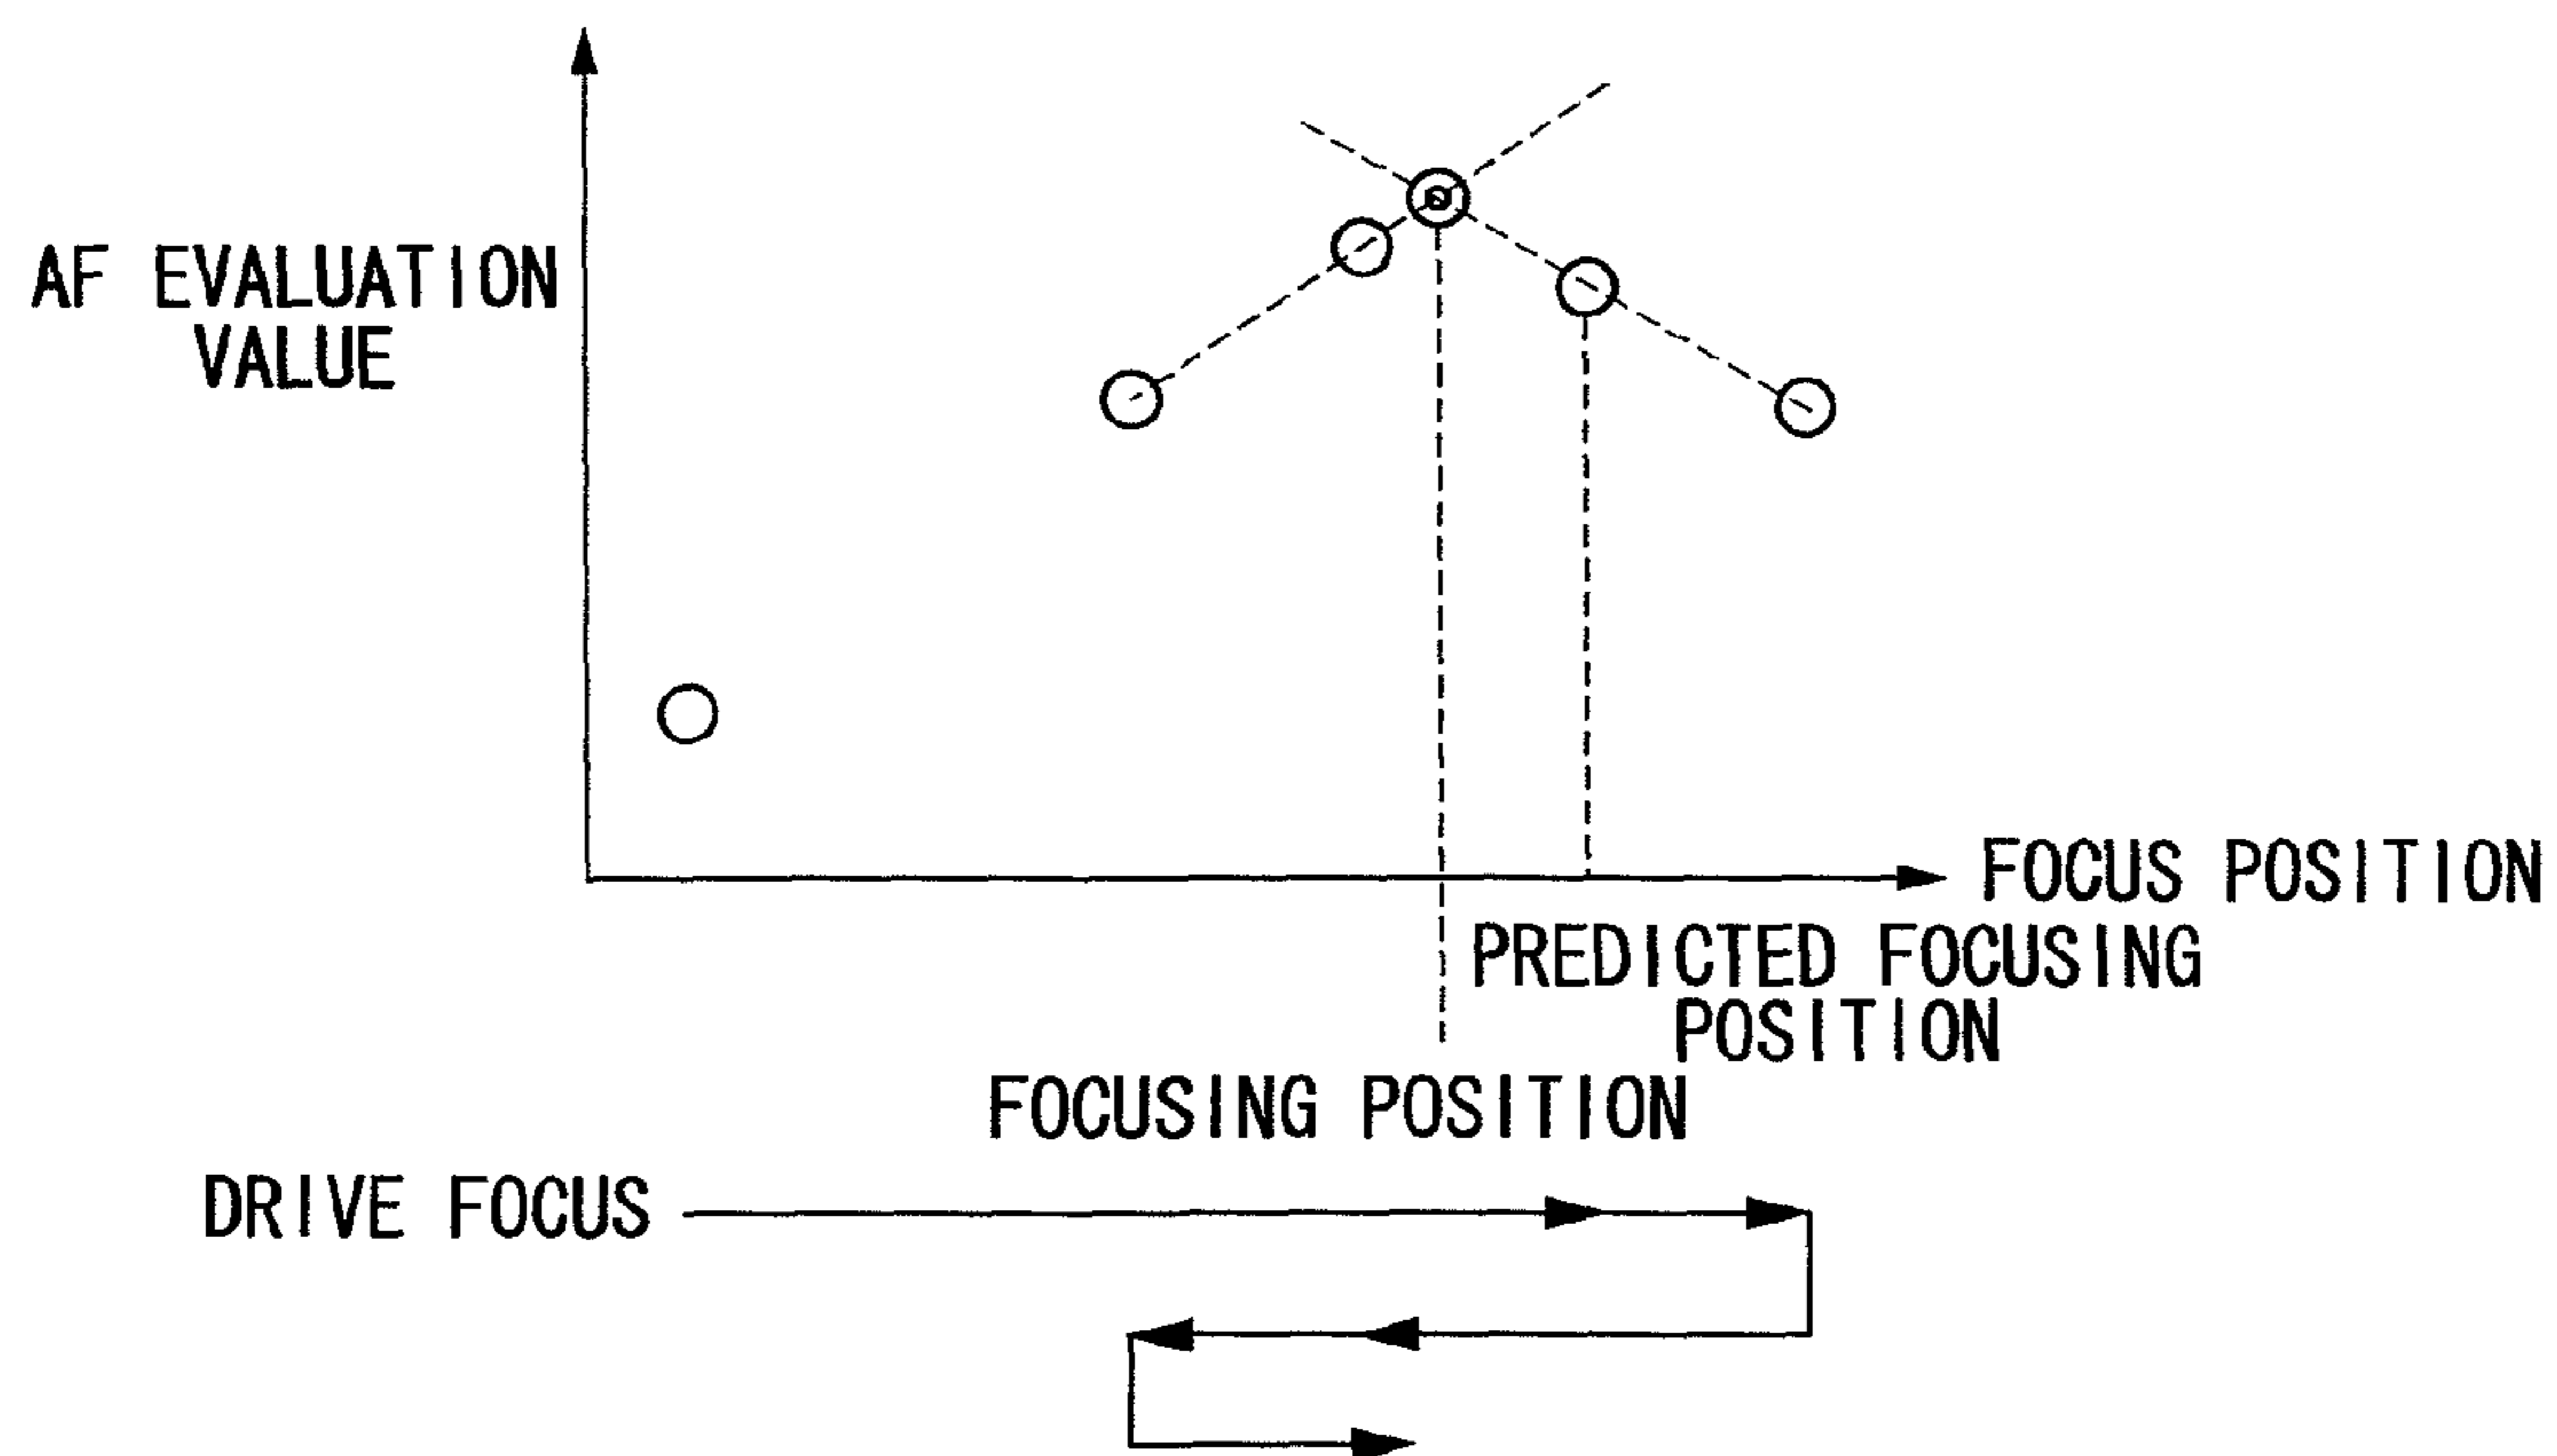 AF EVALUATION
VALUE
FOCUS POSITION
PREDICTED FOCUSING
POSITION
FOCUSING POSITION
DRIVE FOCUS